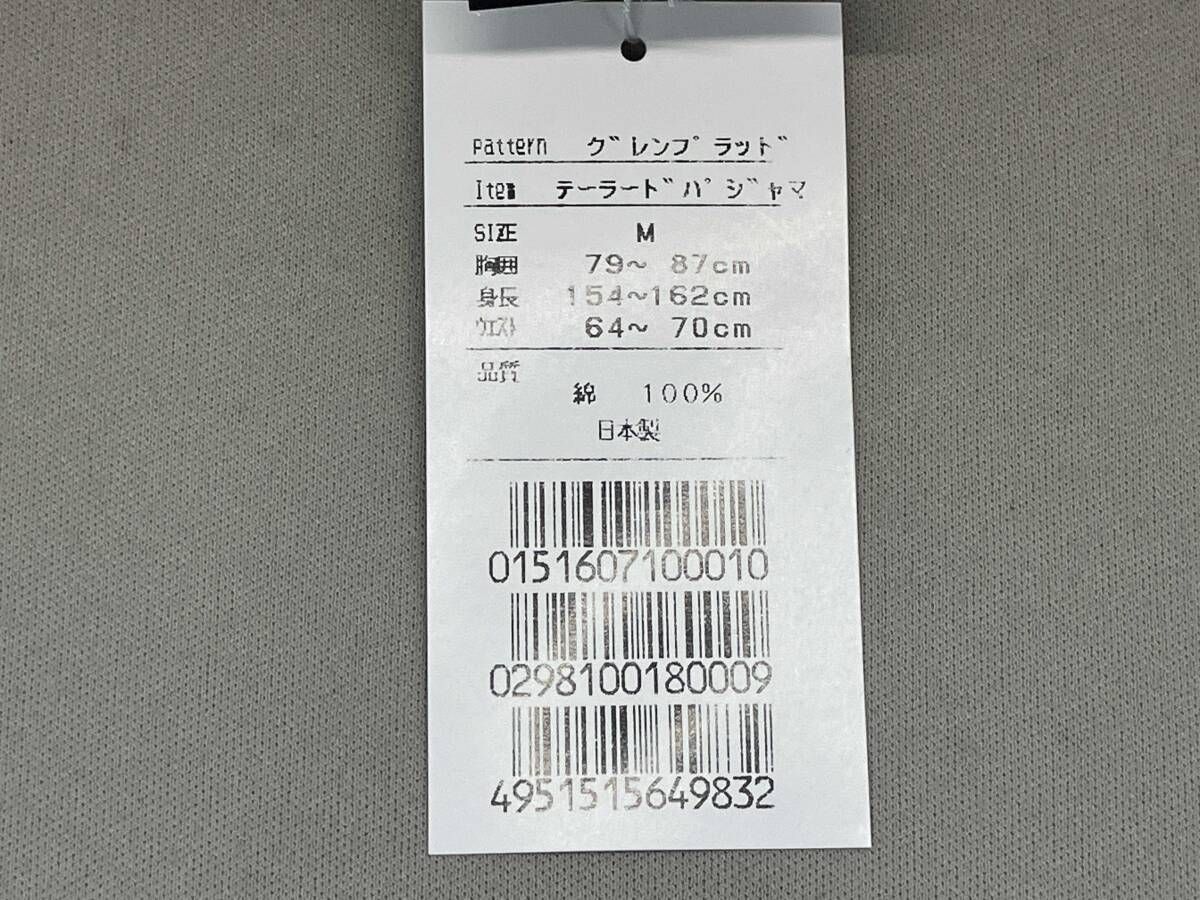 Pattern グレンプラッド
Item テーラードパジャマ
SIZE M
胸囲 79~ 87cm
身長 154~162cm
ウエスト 64~ 70cm
品質
綿 100%
日本製
0151607100010
0298100180009
4951515649832